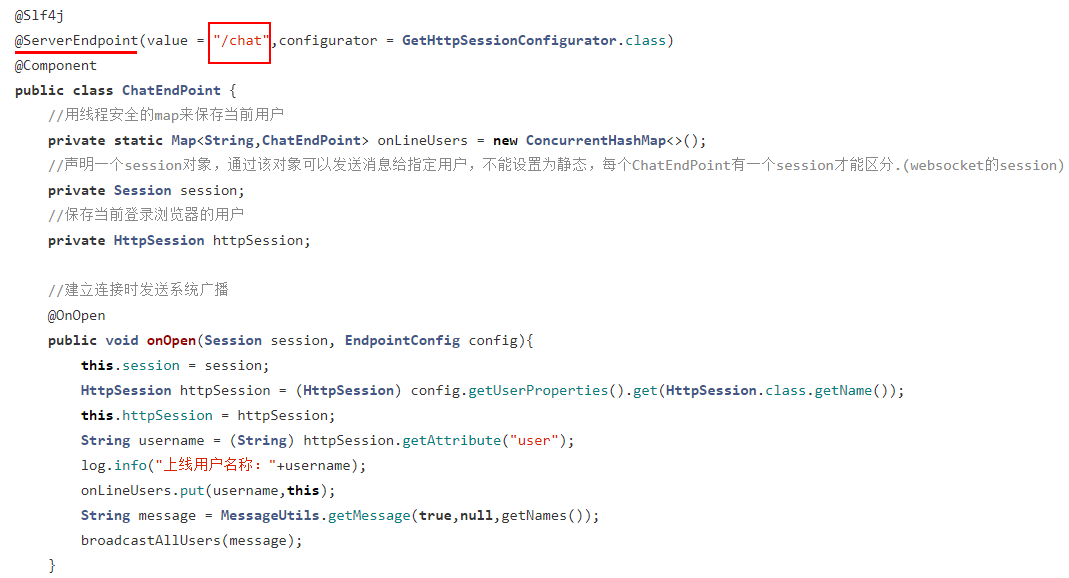 @Slf4j
@ServerEndpoint(value = "/chat",configurator = GetHttpSessionConfigurator.class)
@Component
public class ChatEndPoint {
    //用线程安全的map来保存当前用户
    private static Map<String,ChatEndPoint> onLineUsers = new ConcurrentHashMap<>();
    //声明一个session对象，通过该对象可以发送消息给指定用户，不能设置为静态，每个ChatEndPoint有一个session才能区分.(websocket的session)
    private Session session;
    //保存当前登录浏览器的用户
    private HttpSession httpSession;

    //建立连接时发送系统广播
    @OnOpen
    public void onOpen(Session session, EndpointConfig config){
        this.session = session;
        HttpSession httpSession = (HttpSession) config.getUserProperties().get(HttpSession.class.getName());
        this.httpSession = httpSession;
        String username = (String) httpSession.getAttribute("user");
        log.info("上线用户名称："+username);
        onLineUsers.put(username,this);
        String message = MessageUtils.getMessage(true,null,getNames());
        broadcastAllUsers(message);
    }